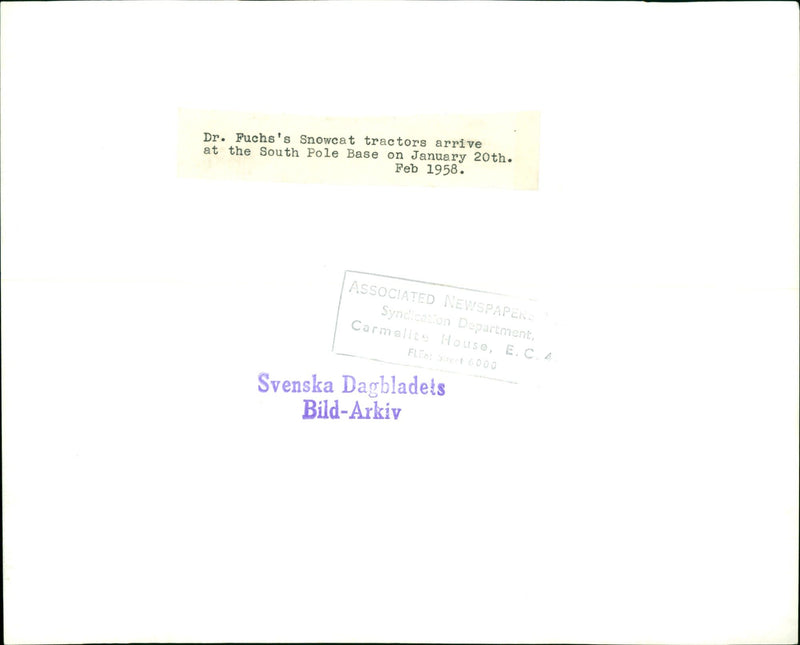 Dr. Fuchs's Snowcat tractors arrive
at the South Pole Base on January 20th.
Feb 1958.
ASSOCIATED NEWSPAPERS
Syndication Department,
Carmelite House, E.C.4.
Svenska Dagbladets
Bild-Arkiv